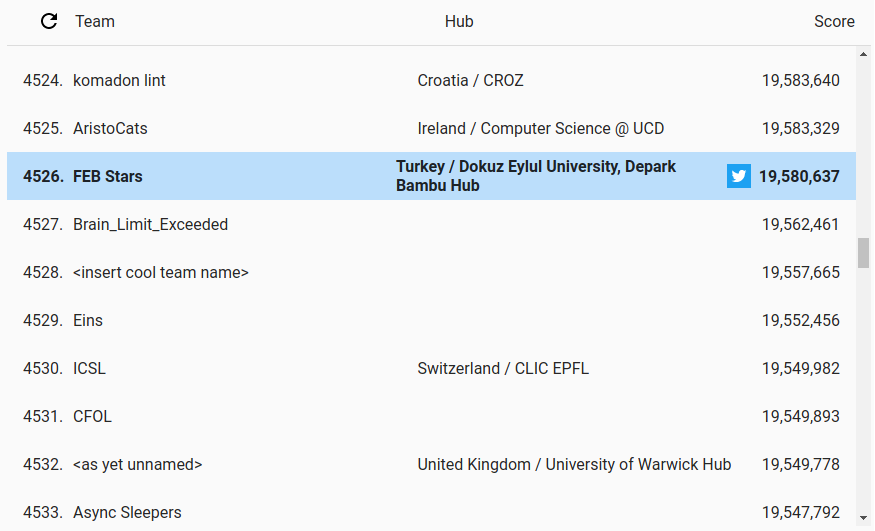 Team Hub Score
4524. komadon lint Croatia / CROZ 19,583,640
4525. AristoCats Ireland / Computer Science @ UCD 19,583,329
4526. FEB Stars Turkey / Dokuz Eylul University, Depark Bambu Hub 19,580,637
4527. Brain_Limit_Exceeded 19,562,461
4528. <insert cool team name> 19,557,665
4529. Eins 19,552,456
4530. ICSL Switzerland / CLIC EPFL 19,549,982
4531. CFOL 19,549,893
4532. <as yet unnamed> United Kingdom / University of Warwick Hub 19,549,778
4533. Async Sleepers 19,547,792